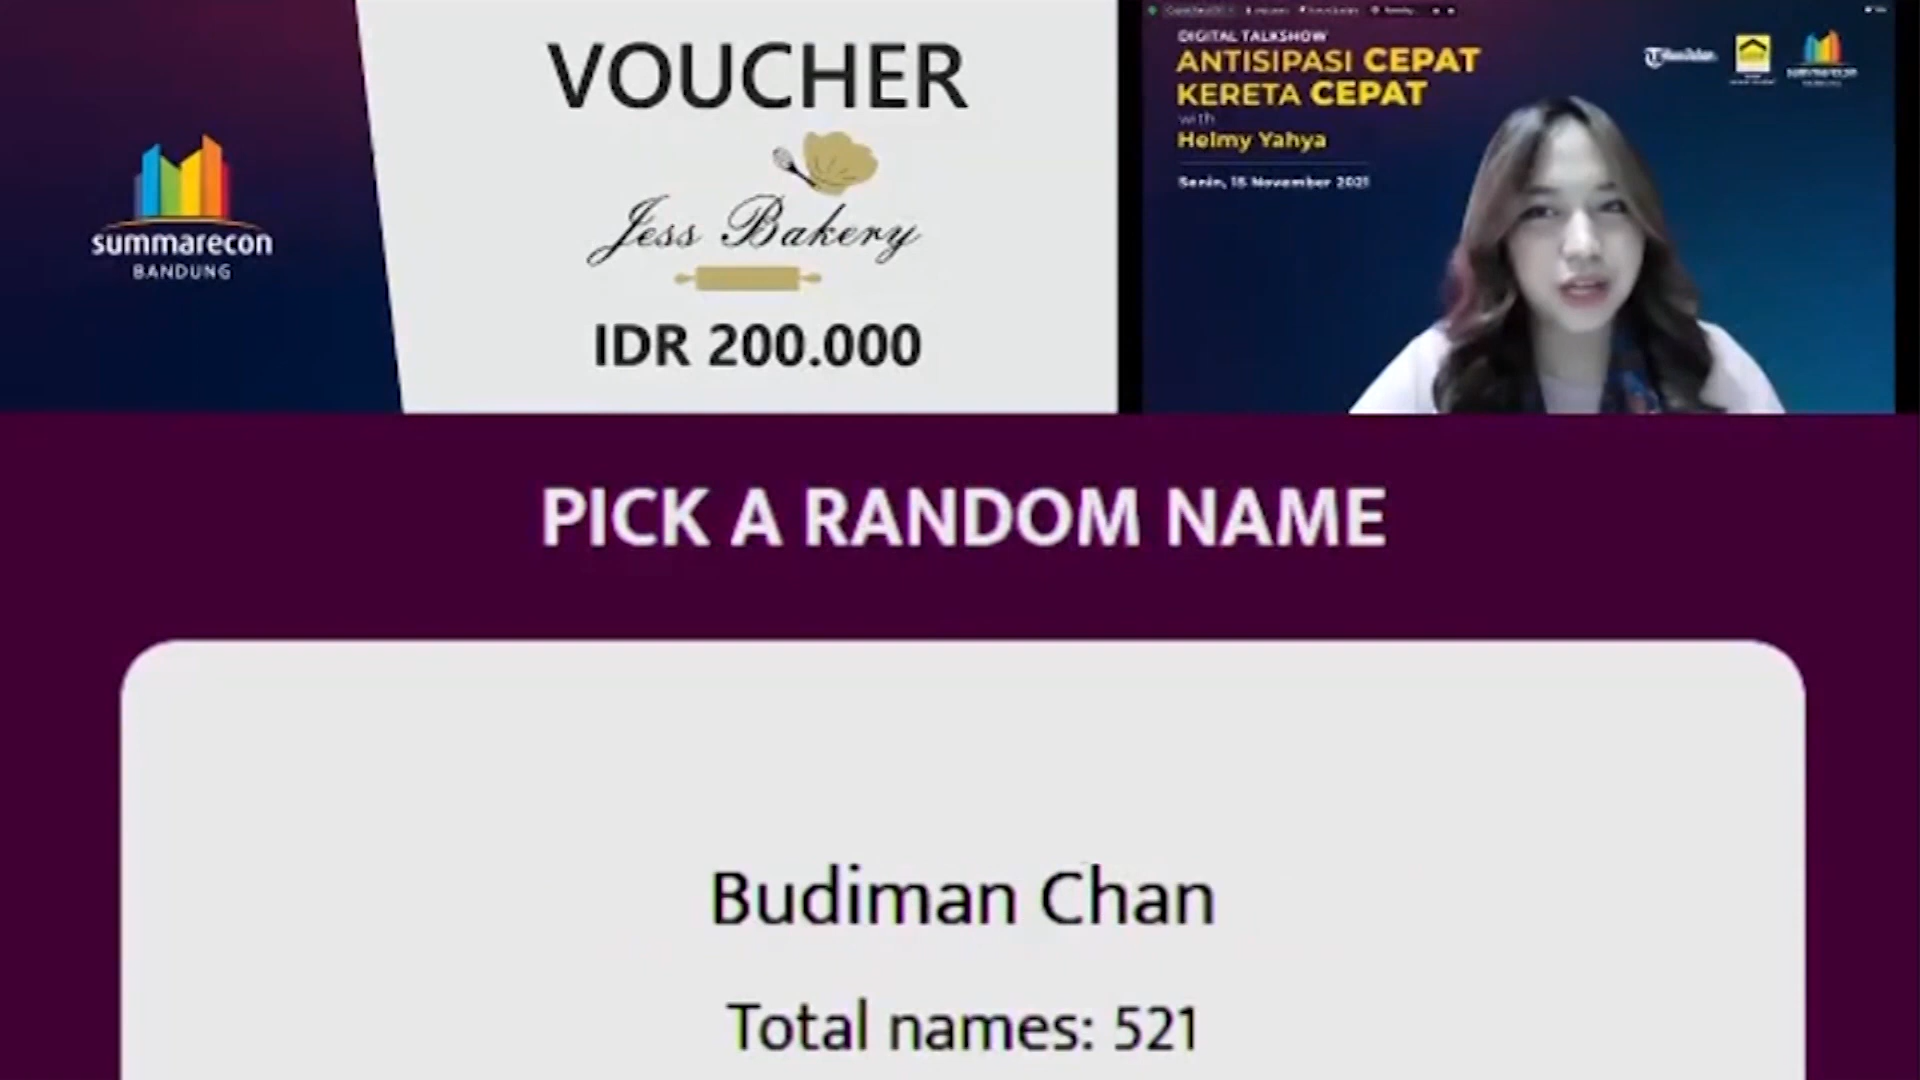 summarecon
BANDUNG
VOUCHER
Jess Bakery
IDR 200.000
DIGITAL TALKSHOW
ANTISIPASI CEPAT
KERETA CEPAT
with
Helmy Yahya
Senin, 15 November 2021
summarecon
PICK A RANDOM NAME
Budiman Chan
Total names: 521